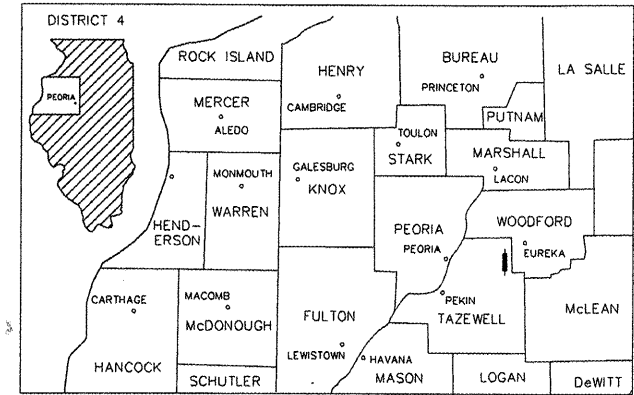 DISTRICT 4
PEORIA
ROCK ISLAND
HENRY
CAMBRIDGE
BUREAU
PRINCETON
LA SALLE
PUTNAM
MERCER
ALEDO
TOULON
STARK
MARSHALL
LACON
GALESBURG
KNOX
MONMOUTH
WARREN
HEND-
ERSON
PEORIA
PEORIA
WOODFORD
EUREKA
CARTHAGE
HANCOCK
MACOMB
McDONOUGH
FULTON
LEWISTOWN
PEKIN
TAZEWELL
McLEAN
HAVANA
MASON
SCHUTLER
LOGAN
DeWITT